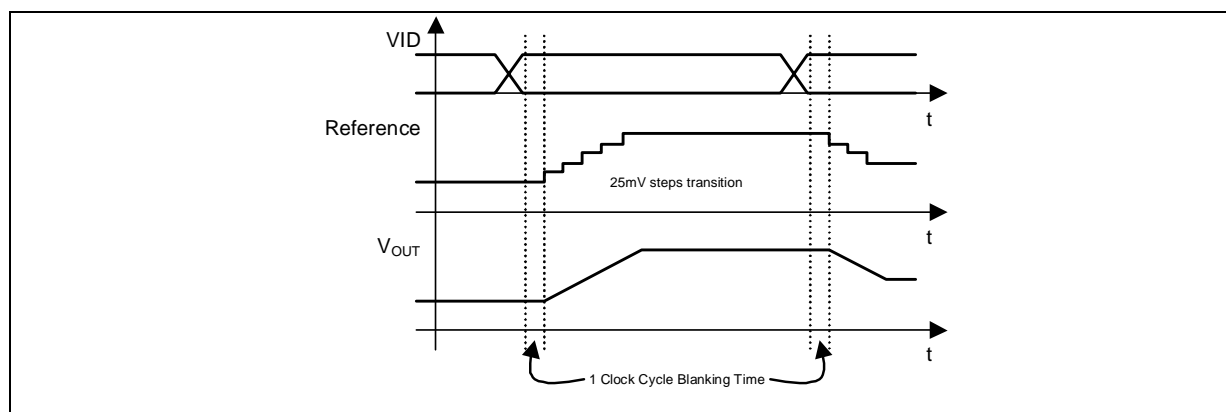 VID
t
Reference
25mV steps transition
t
VOUT
t
1 Clock Cycle Blanking Time